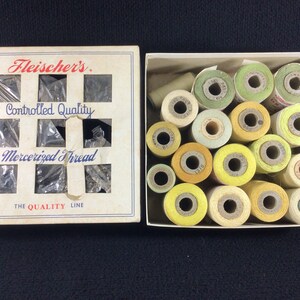 Fleischer's.
Controlled Quality
Mercerized Thread
THE QUALITY LINE